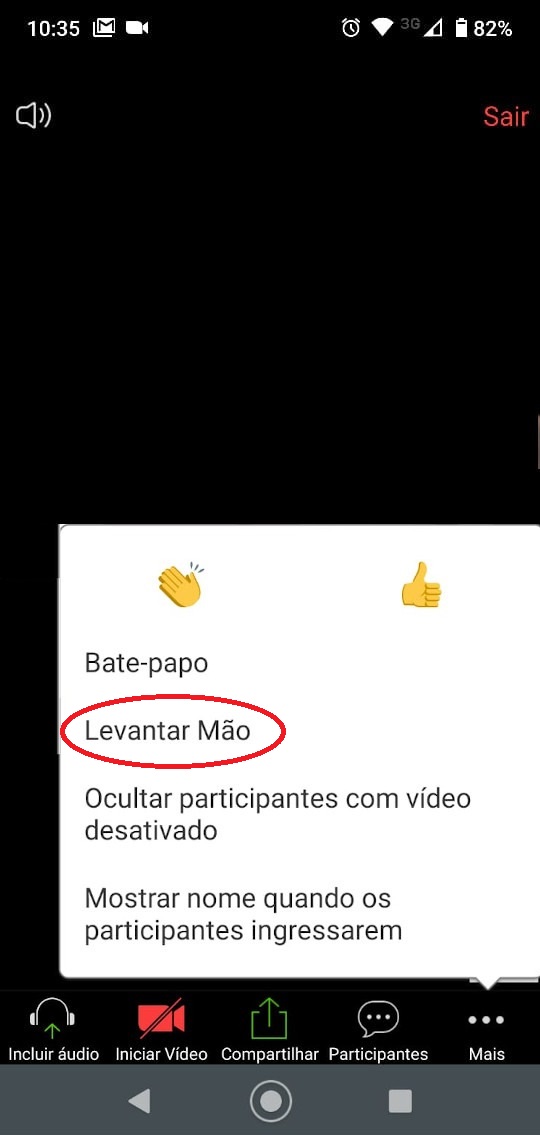 10:35 3G 82%
Sair
Bate-papo
Levantar Mão
Ocultar participantes com vídeo
desativado
Mostrar nome quando os
participantes ingressarem
Incluir áudio Iniciar Vídeo Compartilhar Participantes Mais